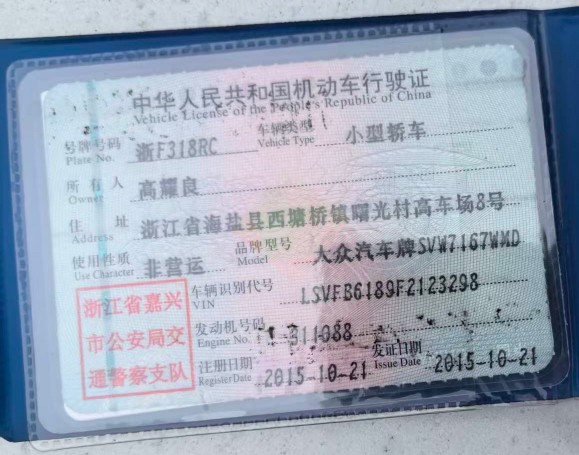 中华人民共和国机动车行驶证
Vehicle License of the People's Republic of China
号牌号码 浙F318RC 车辆类型 小型轿车
Plate No. Vehicle Type
所有人 高耀良
Owner
住址 浙江省海盐县西塘桥镇曙光村高车场8号
Address
使用性质 非营运 品牌型号 大众汽车牌SVW7167WMD
Use Character Model
浙江省嘉兴
市公安局交
通警察支队
车辆识别代号 LSVFB6189F2123298
VIN
发动机号码 311088
Engine No.
注册日期 2015-10-21 发证日期 2015-10-21
Register Date Issue Date